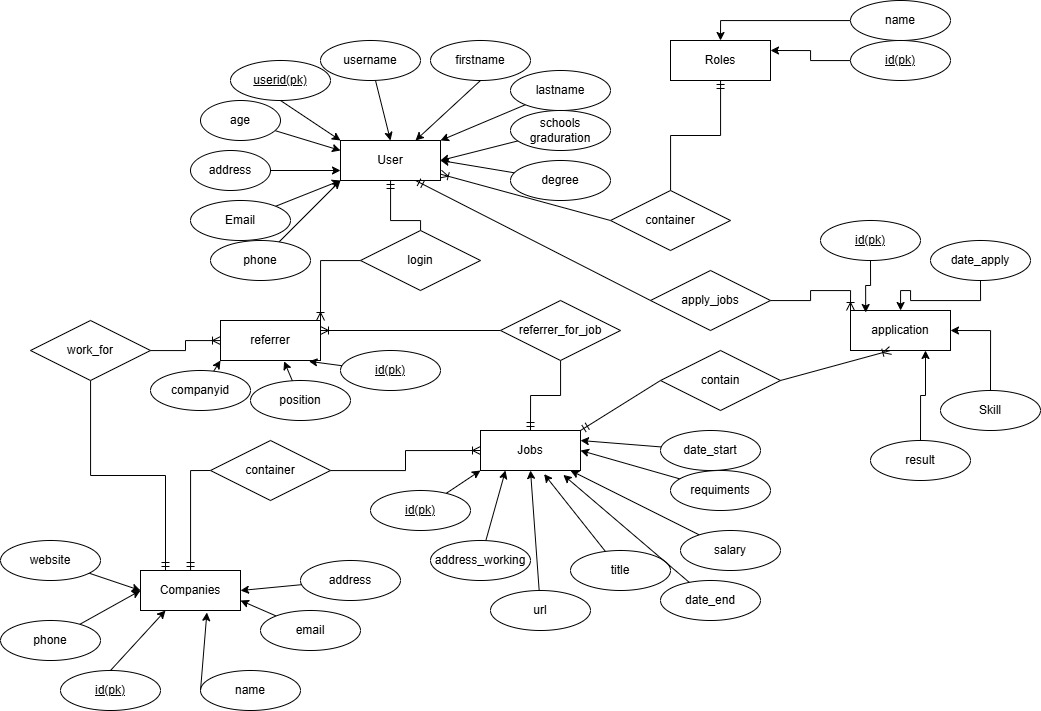 name
Roles
id(pk)
username
firstname
userid(pk)
lastname
age
schools
graduration
User
address
degree
Email
container
phone
login
id(pk)
date_apply
apply_jobs
application
referrer_for_job
work_for
referrer
id(pk)
companyid
position
contain
Skill
result
Jobs
date_start
container
requiments
id(pk)
address_working
title
salary
url
date_end
website
Companies
address
phone
email
id(pk)
name